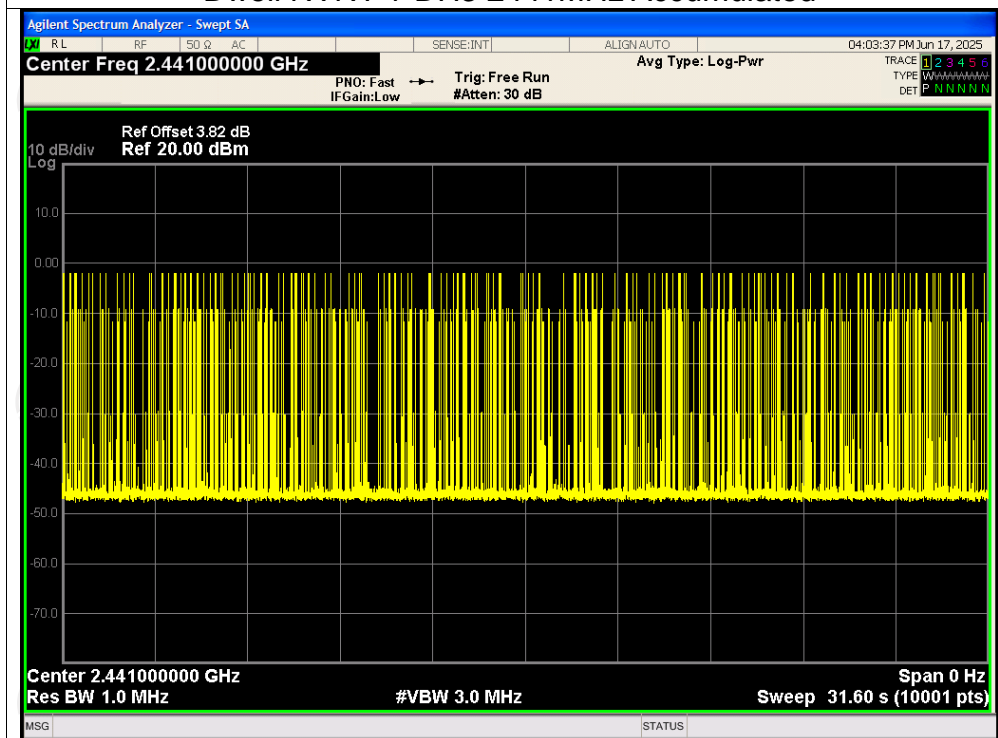 Agilent Spectrum Analyzer - Swept SA
LXI RL RF 50 Ω AC SENSE:INT ALIGN AUTO 04:03:37 PM Jun 17, 2025
Center Freq 2.441000000 GHz Avg Type: Log-Pwr TRACE 1 2 3 4 5 6
PNO: Fast Trig: Free Run TYPE
IFGain:Low #Atten: 30 dB DET P N N N N N
Ref Offset 3.82 dB
10 dB/div Ref 20.00 dBm
Log
10.0
0.00
-10.0
-20.0
-30.0
-40.0
-50.0
-60.0
-70.0
Center 2.441000000 GHz Span 0 Hz
Res BW 1.0 MHz #VBW 3.0 MHz Sweep 31.60 s (10001 pts)
MSG STATUS